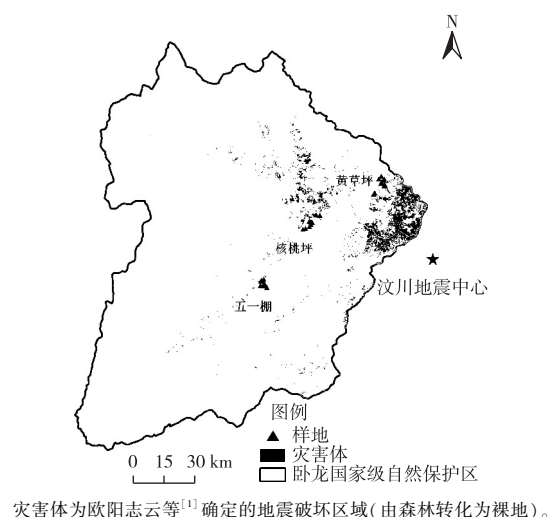 N
黄草坪
核桃坪
汶川地震中心
五一棚
图例
样地
灾害体
0 15 30 km
卧龙国家级自然保护区
灾害体为欧阳志云等[1]确定的地震破坏区域(由森林转化为裸地)。